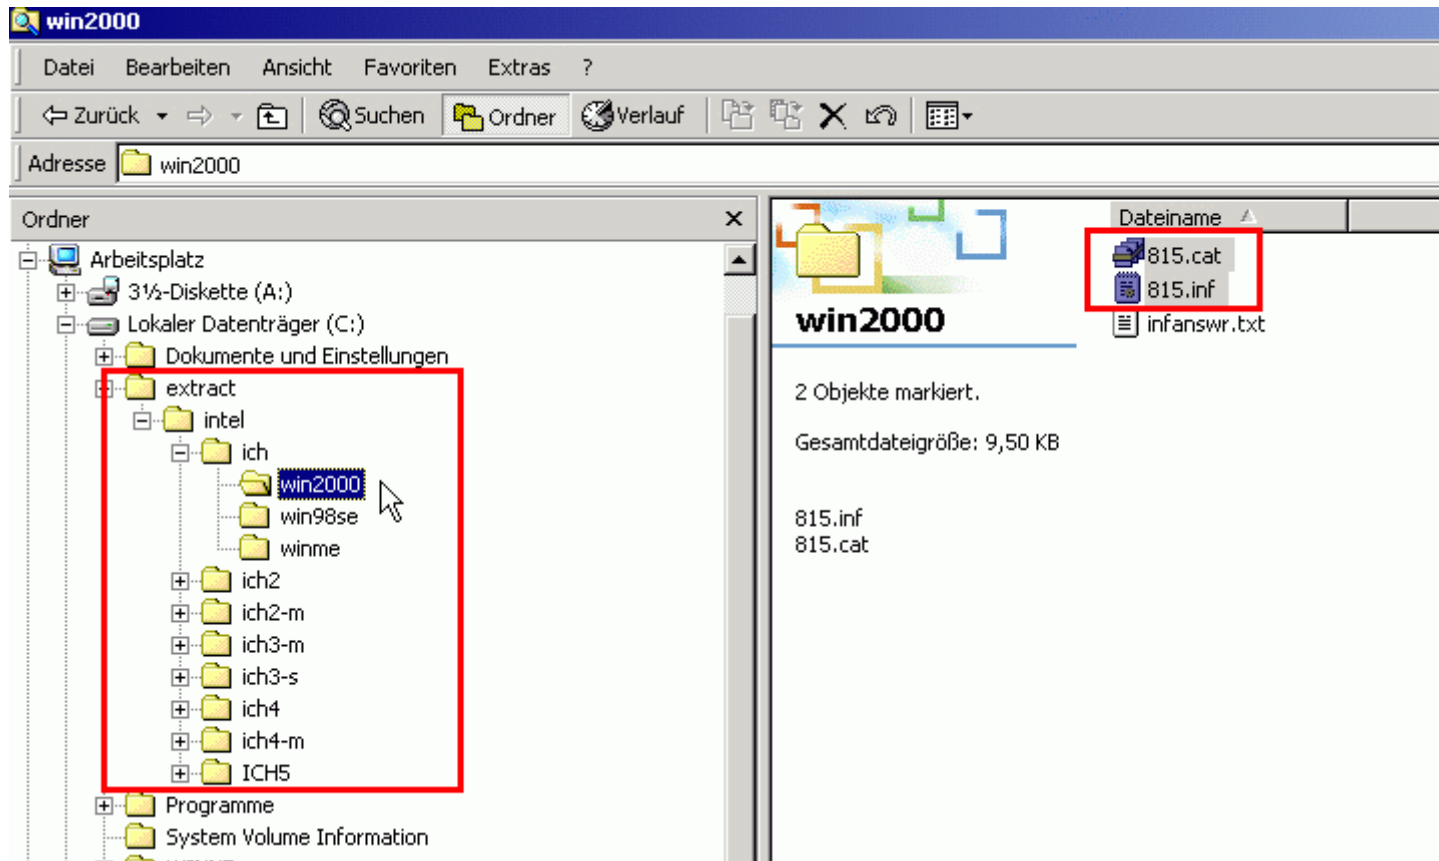 win2000
Datei Bearbeiten Ansicht Favoriten Extras ?
Zurück Suchen Ordner Verlauf
Adresse win2000
Ordner
Arbeitsplatz
3½-Diskette (A:)
Lokaler Datenträger (C:)
Dokumente und Einstellungen
extract
intel
ich
win2000
win98se
winme
ich2
ich2-m
ich3-m
ich3-s
ich4
ich4-m
ICH5
Programme
System Volume Information
win2000
2 Objekte markiert.
Gesamtdateigröße: 9,50 KB
815.inf
815.cat
Dateiname
815.cat
815.inf
infanswr.txt